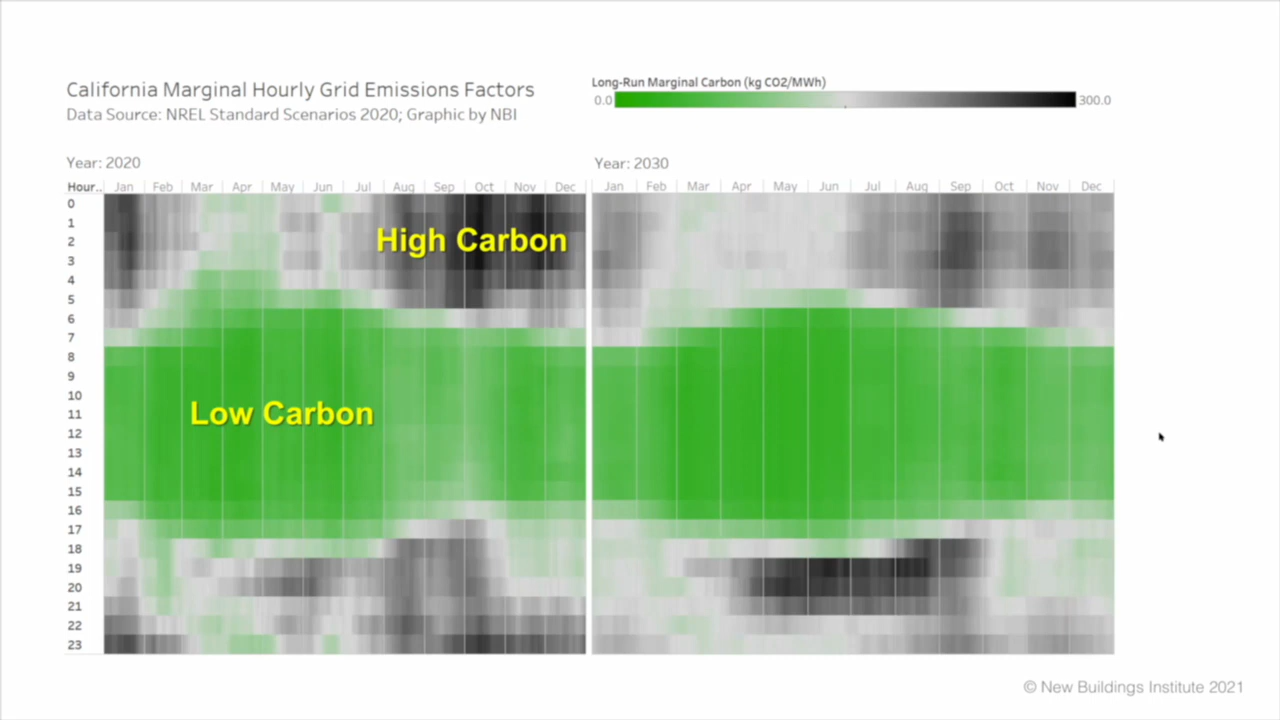 California Marginal Hourly Grid Emissions Factors
Data Source: NREL Standard Scenarios 2020; Graphic by NBI
Long-Run Marginal Carbon (kg CO2/MWh)
0.0 300.0
Year: 2020
Year: 2030
Hour.. Jan Feb Mar Apr May Jun Jul Aug Sep Oct Nov Dec
Jan Feb Mar Apr May Jun Jul Aug Sep Oct Nov Dec
0
1
2
3
4
5
6
7
8
9
10
11
12
13
14
15
16
17
18
19
20
21
22
23
High Carbon
Low Carbon
© New Buildings Institute 2021